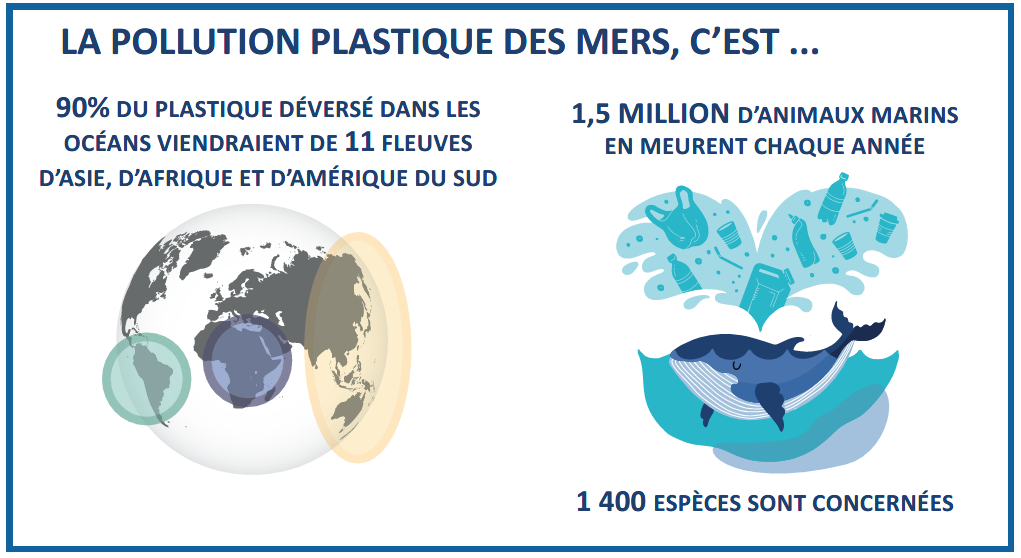 LA POLLUTION PLASTIQUE DES MERS, C'EST ...
90% DU PLASTIQUE DÉVERSÉ DANS LES
OCÉANS VIENDRAIENT DE 11 FLEUVES
D'ASIE, D'AFRIQUE ET D'AMÉRIQUE DU SUD
1,5 MILLION D'ANIMAUX MARINS
EN MEURENT CHAQUE ANNÉE
1 400 ESPÈCES SONT CONCERNÉES